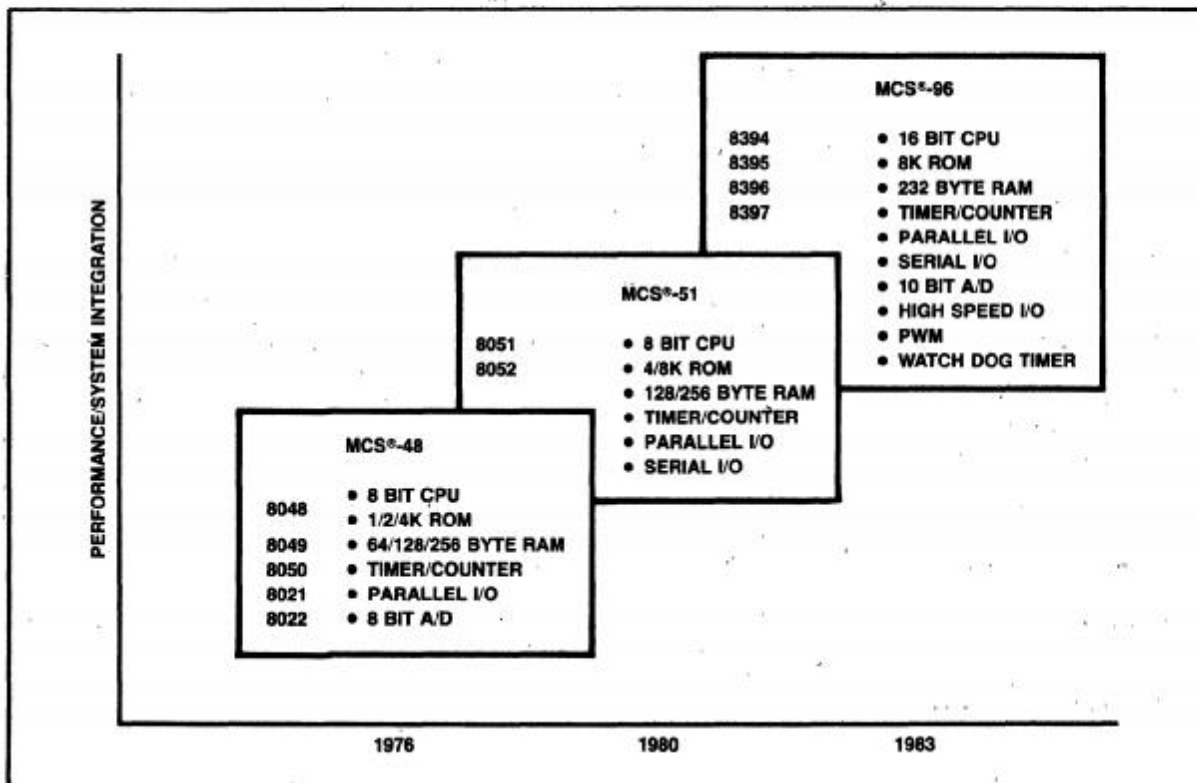 PERFORMANCE/SYSTEM INTEGRATION
MCS®-96
8394
8395
8396
8397
● 16 BIT CPU
● 8K ROM
● 232 BYTE RAM
● TIMER/COUNTER
● PARALLEL I/O
● SERIAL I/O
● 10 BIT A/D
● HIGH SPEED I/O
● PWM
● WATCH DOG TIMER
MCS®-51
8051
8052
● 8 BIT CPU
● 4/8K ROM
● 128/256 BYTE RAM
● TIMER/COUNTER
● PARALLEL I/O
● SERIAL I/O
MCS®-48
8048
8049
8050
8021
8022
● 8 BIT CPU
● 1/2/4K ROM
● 64/128/256 BYTE RAM
● TIMER/COUNTER
● PARALLEL I/O
● 8 BIT A/D
1976 1980 1983